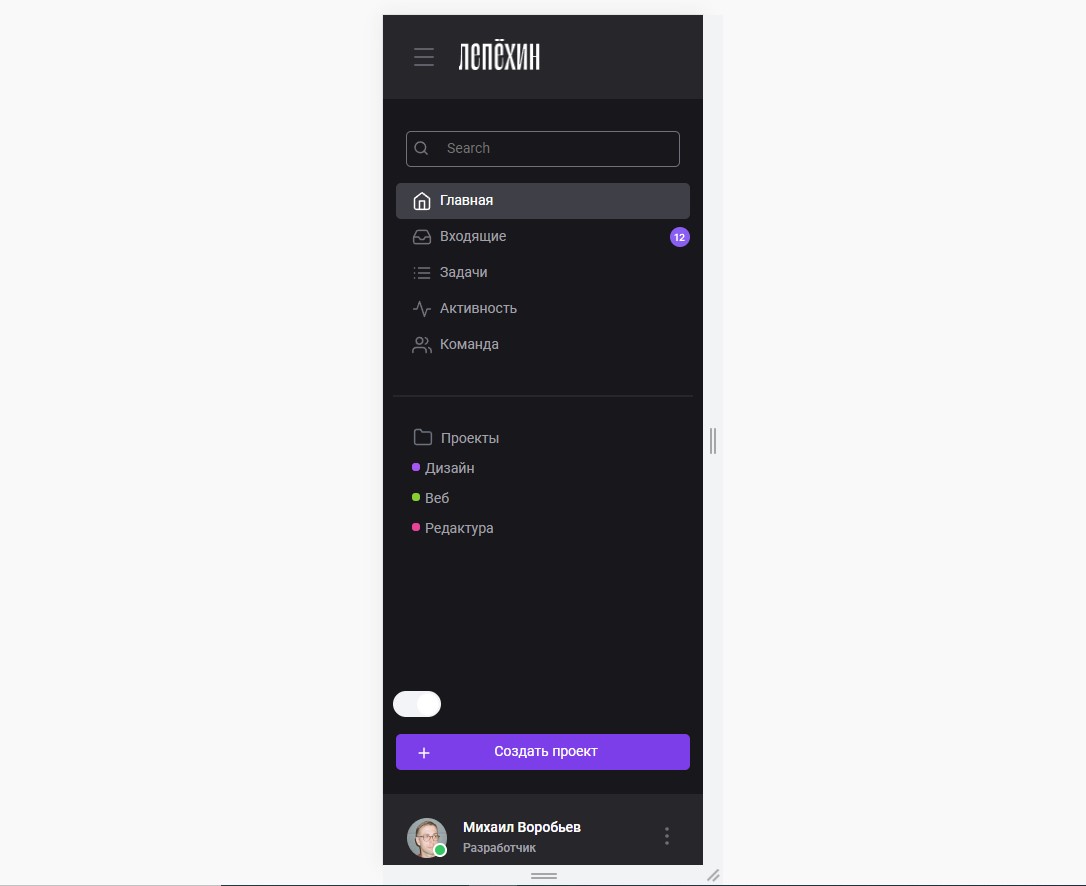 ЛЕПЁХИН
Search
Главная
Входящие 12
Задачи
Активность
Команда
Проекты
Дизайн
Веб
Редактура
Создать проект
Михаил Воробьев
Разработчик